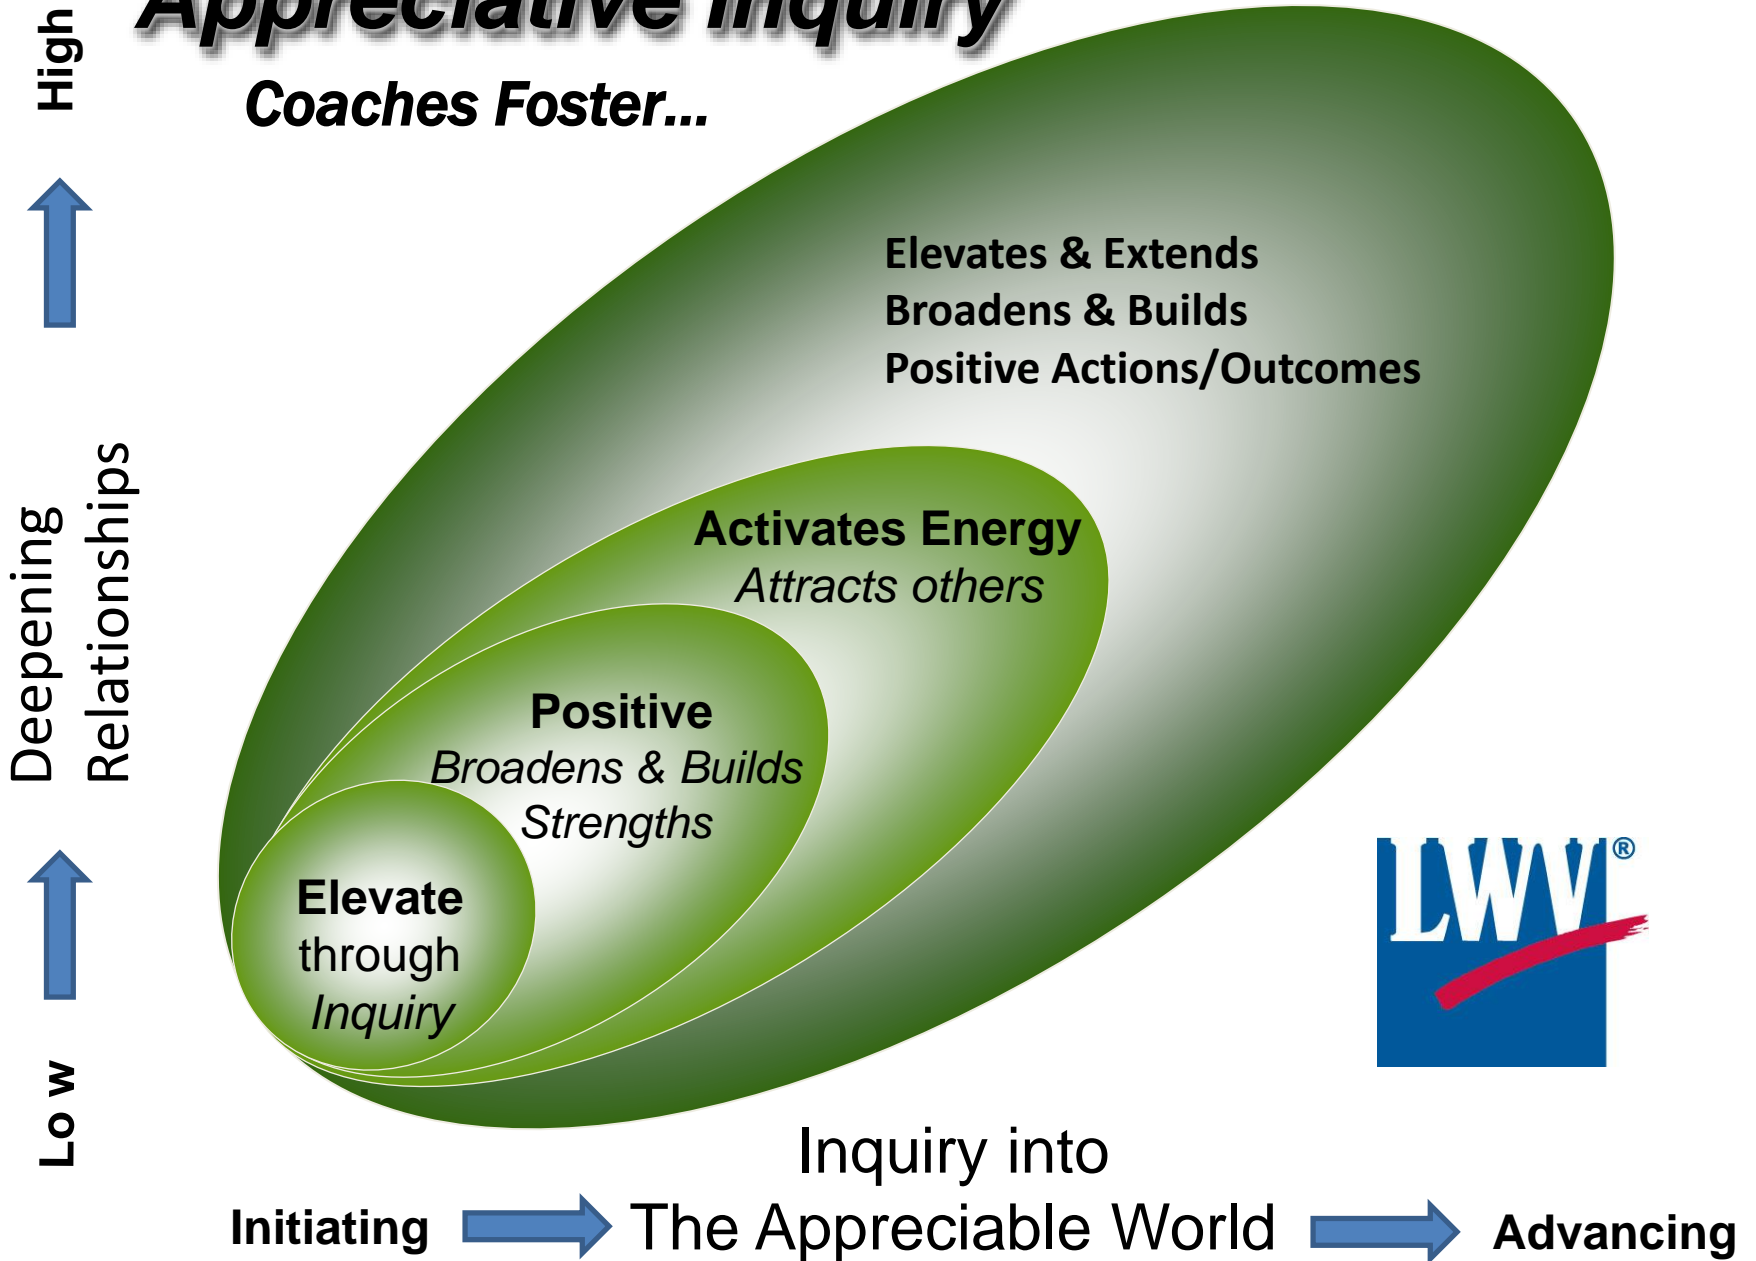 Appreciative Inquiry
Coaches Foster...
High
Deepening
Relationships
Lo w
Elevates & Extends
Broadens & Builds
Positive Actions/Outcomes
Activates Energy
Attracts others
Positive
Broadens & Builds
Strengths
Elevate
through
Inquiry
LWV®
Inquiry into
Initiating The Appreciable World Advancing